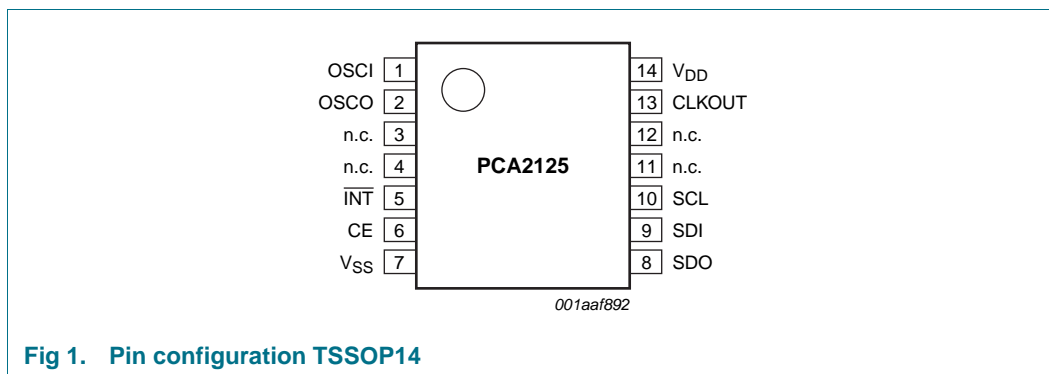 OSCI 1
OSCO 2
n.c. 3
n.c. 4
I̅N̅T̅ 5
CE 6
VSS 7
PCA2125
14 VDD
13 CLKOUT
12 n.c.
11 n.c.
10 SCL
9 SDI
8 SDO
001aaf892
Fig 1. Pin configuration TSSOP14